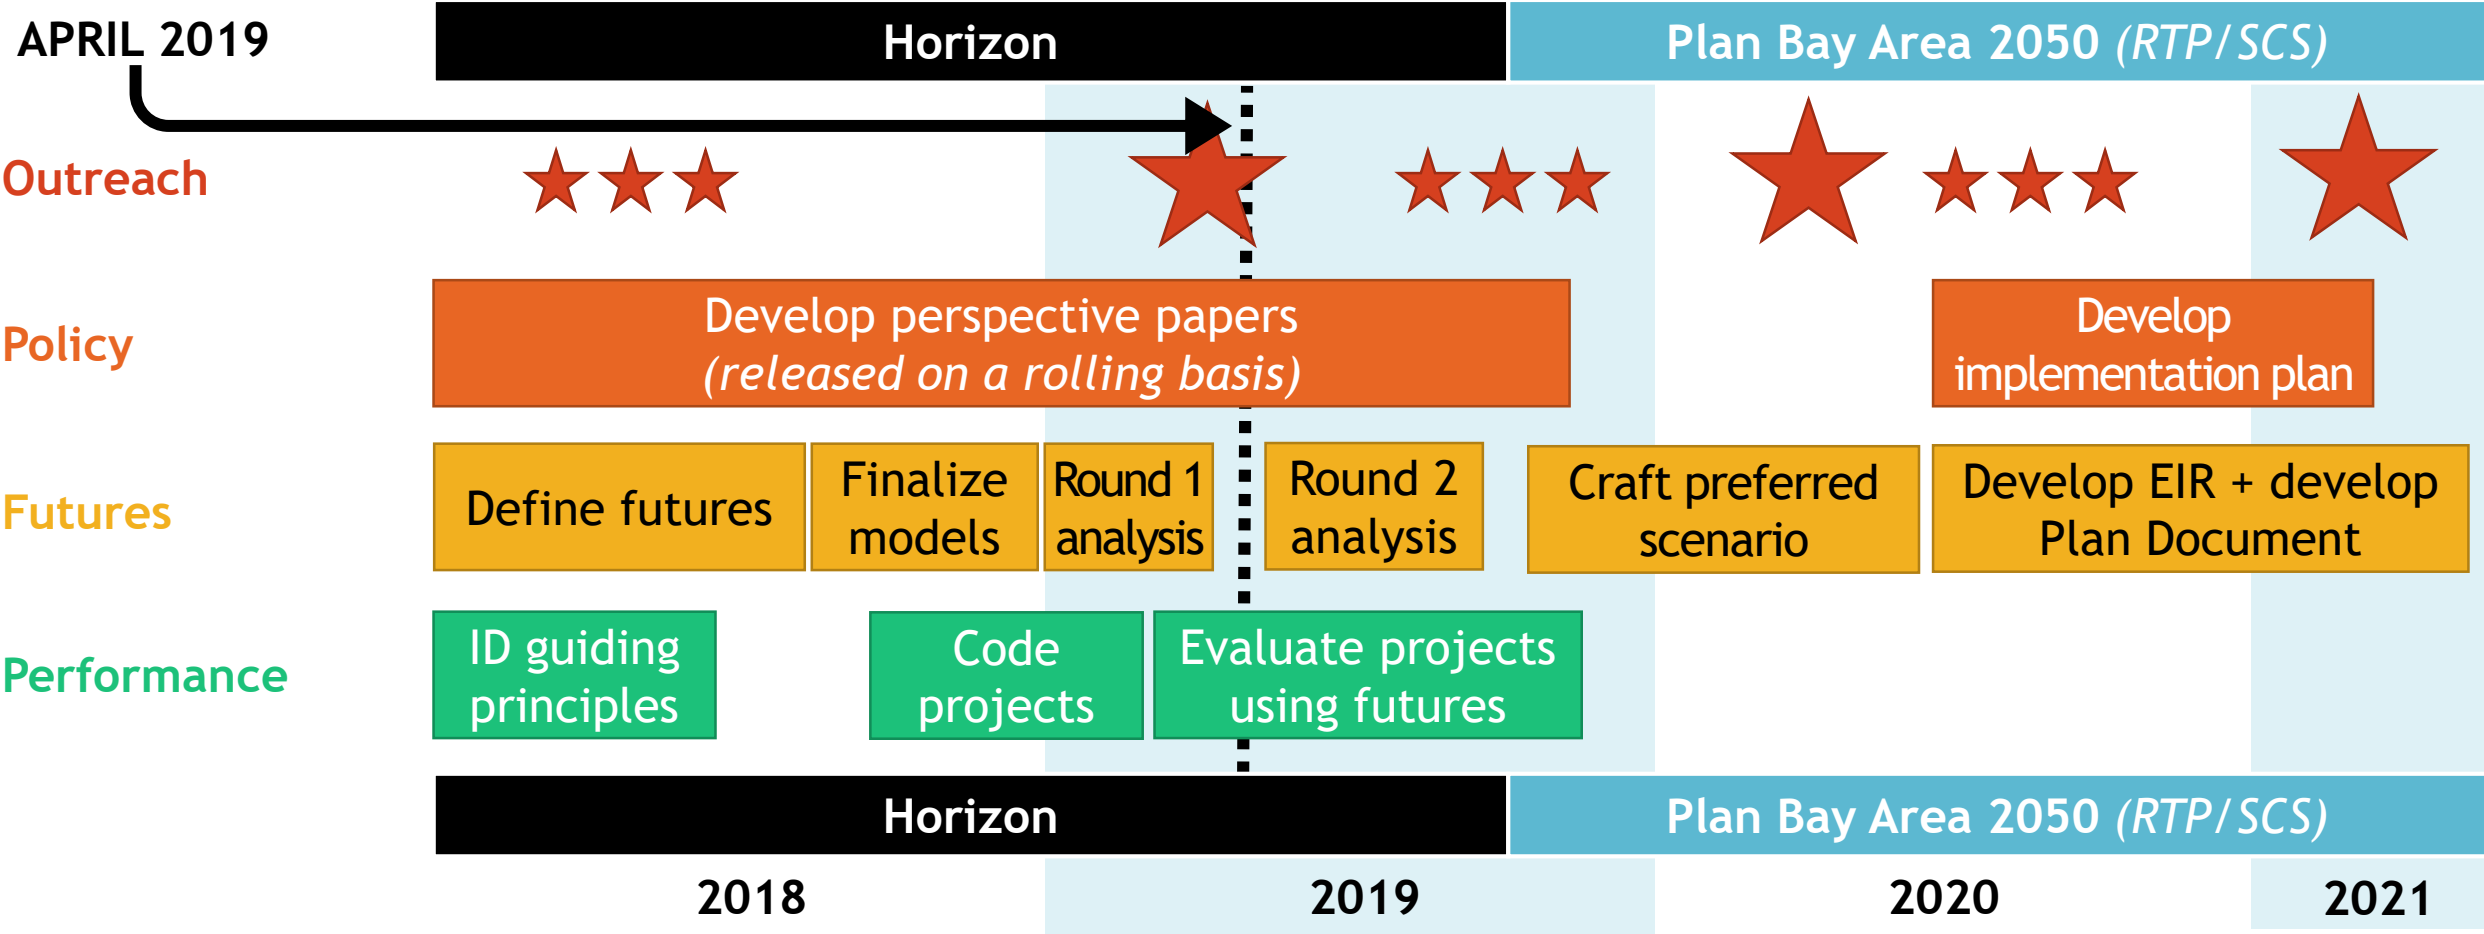 APRIL 2019
Horizon
Plan Bay Area 2050 (RTP/SCS)
Outreach
Policy
Develop perspective papers
(released on a rolling basis)
Develop
implementation plan
Futures
Define futures
Finalize
models
Round 1
analysis
Round 2
analysis
Craft preferred
scenario
Develop EIR + develop
Plan Document
Performance
ID guiding
principles
Code
projects
Evaluate projects
using futures
Horizon
Plan Bay Area 2050 (RTP/SCS)
2018
2019
2020
2021